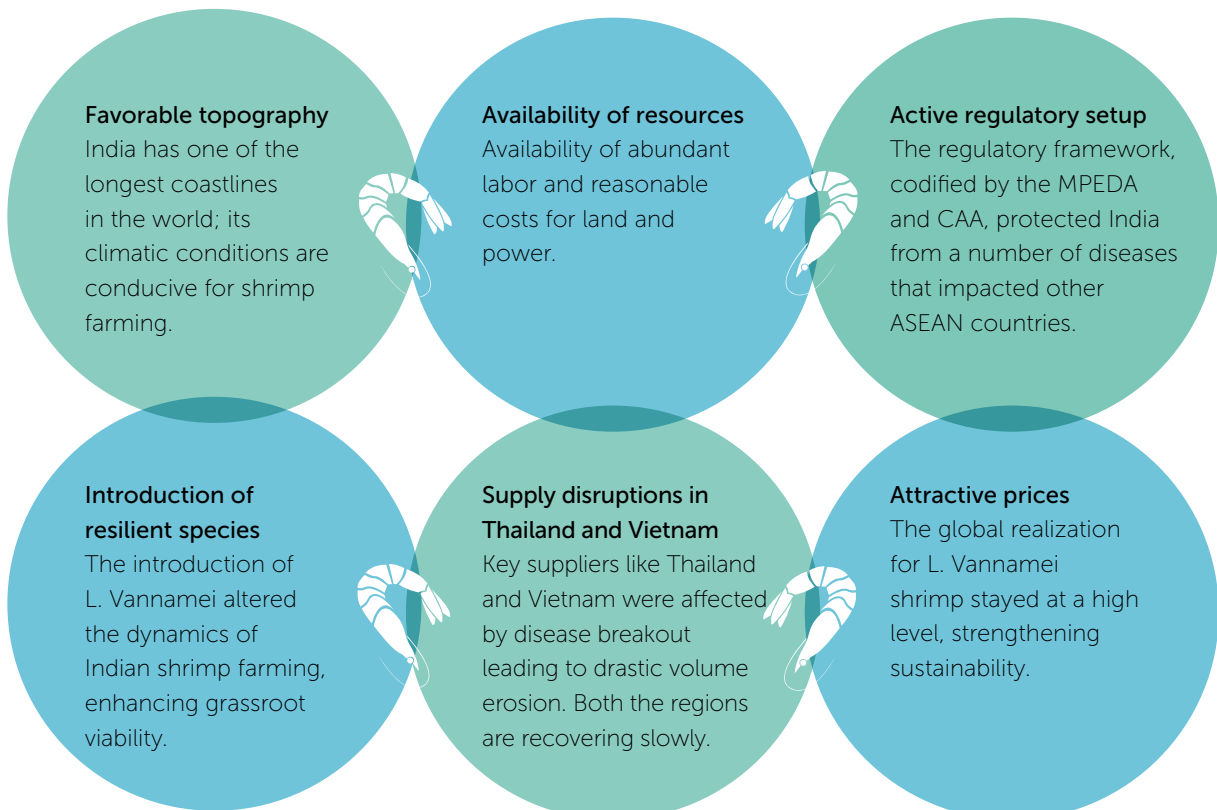 Favorable topography
India has one of the
longest coastlines
in the world; its
climatic conditions are
conducive for shrimp
farming.
Availability of resources
Availability of abundant
labor and reasonable
costs for land and
power.
Active regulatory setup
The regulatory framework,
codified by the MPEDA
and CAA, protected India
from a number of diseases
that impacted other
ASEAN countries.
Introduction of
resilient species
The introduction of
L. Vannamei altered
the dynamics of
Indian shrimp farming,
enhancing grassroot
viability.
Supply disruptions in
Thailand and Vietnam
Key suppliers like Thailand
and Vietnam were affected
by disease breakout
leading to drastic volume
erosion. Both the regions
are recovering slowly.
Attractive prices
The global realization
for L. Vannamei
shrimp stayed at a high
level, strengthening
sustainability.